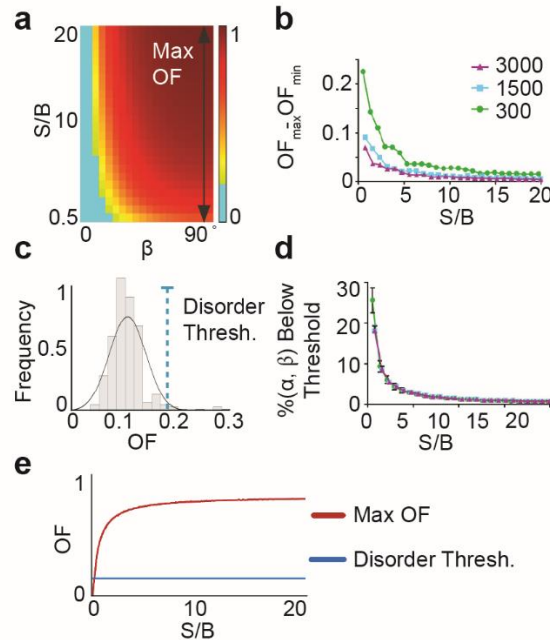 a
20
10
0.5
S/B
0
β
90°
Max
OF
1
0
b
OFmax-OFmin
0.2
0.1
0
0
5
10
15
20
S/B
3000
1500
300
c
Frequency
1
0.5
0
0
0.1
0.2
0.3
OF
Disorder
Thresh.
d
%(α, β) Below
Threshold
30
20
10
0
0
5
10
15
20
S/B
e
OF
1
0
0
10
20
S/B
Max OF
Disorder Thresh.